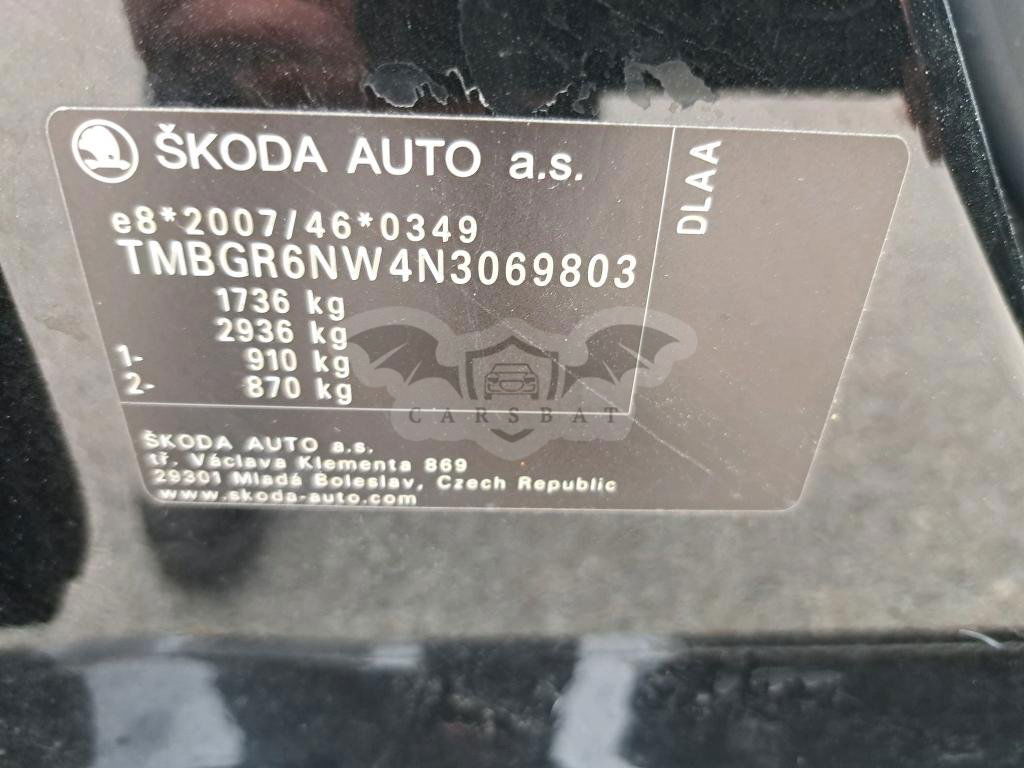 ŠKODA AUTO a.s.
DLAA
e8*2007/46*0349
TMBGR6NW4N3069803
1736 kg
2936 kg
1- 910 kg
2- 870 kg
CARSBAT
ŠKODA AUTO a.s.
tř. Václava Klementa 869
29301 Mladá Boleslav, Czech Republic
www.skoda-auto.com